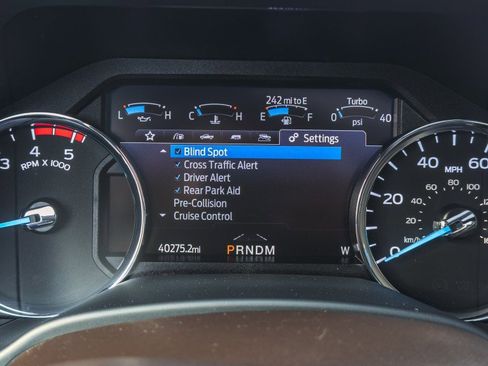 242 mi to E
Turbo
L H
C H
E F
0 psi 40
Settings
Blind Spot
Cross Traffic Alert
Driver Alert
Rear Park Aid
Pre-Collision
Cruise Control
40275.2mi
PRNDM
W
3 4 5
RPM X 1000
0 20 40 60
MPH
20 40 60 80 100 120
km/h